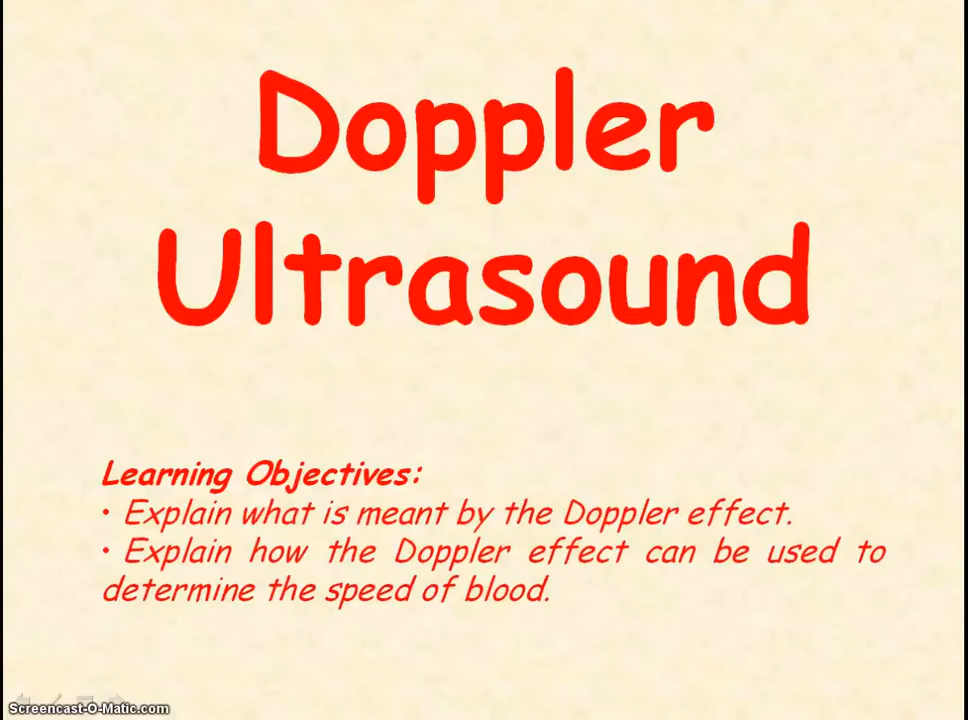 Doppler
Ultrasound
Learning Objectives:
• Explain what is meant by the Doppler effect.
• Explain how the Doppler effect can be used to
determine the speed of blood.
Screencast-O-Matic.com